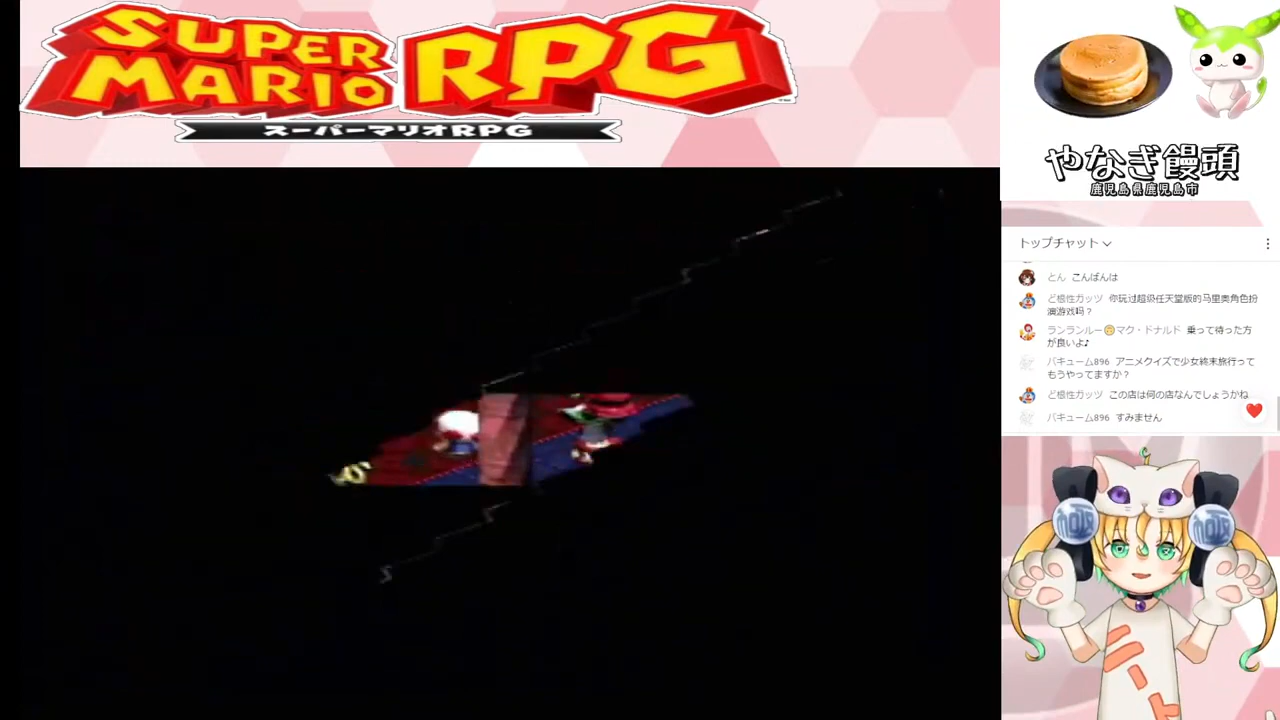 SUPER
MARIO RPG
スーパーマリオRPG
やなぎ饅頭
鹿児島県鹿児島市
トップチャット
とん こんばんは
ど根性ガッツ 你玩过超级任天堂版的马里奥角色扮
演游戏吗？
ランランルー😊マク・ドナルド 乗って待った方
が良いよ♪
バキューム896 アニメクイズで少女終末旅行って
もうやってますか？
ど根性ガッツ この店は何の店なんでしょうかね
バキューム896 すみません
ニート